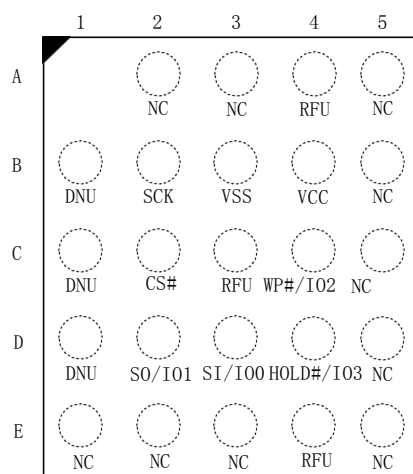 1 2 3 4 5
A
NC NC RFU NC
B
DNU SCK VSS VCC NC
C
DNU CS# RFU WP#/IO2 NC
D
DNU SO/IO1 SI/IO0 HOLD#/IO3 NC
E
NC NC NC RFU NC